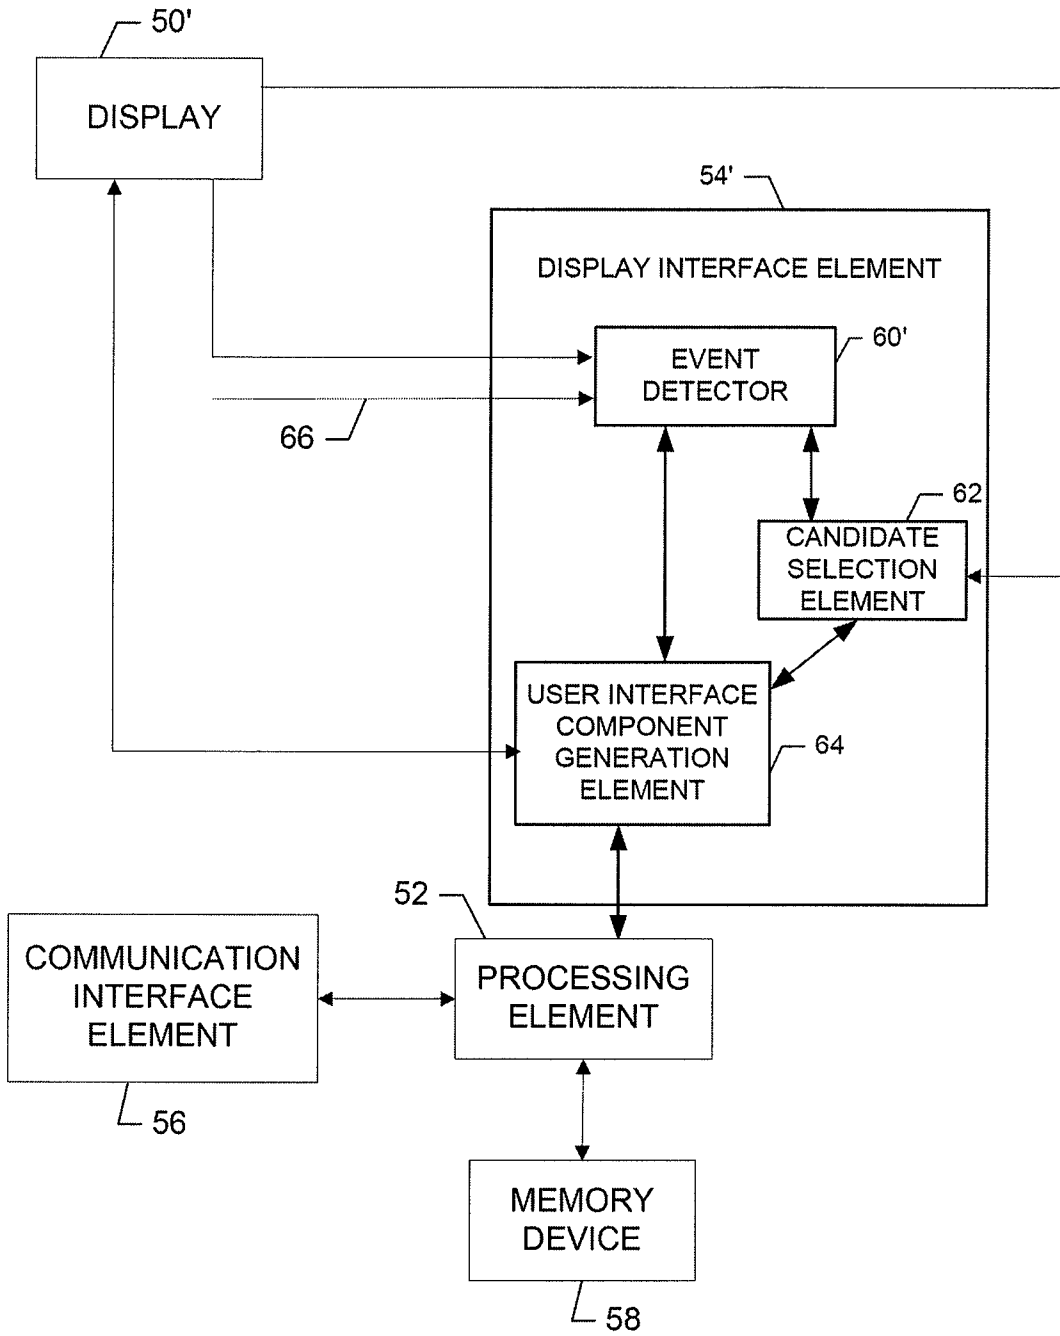 50'
DISPLAY
54'
DISPLAY INTERFACE ELEMENT
EVENT
DETECTOR
60'
66
62
CANDIDATE
SELECTION
ELEMENT
USER INTERFACE
COMPONENT
GENERATION
ELEMENT
64
52
COMMUNICATION
INTERFACE
ELEMENT
PROCESSING
ELEMENT
56
MEMORY
DEVICE
58